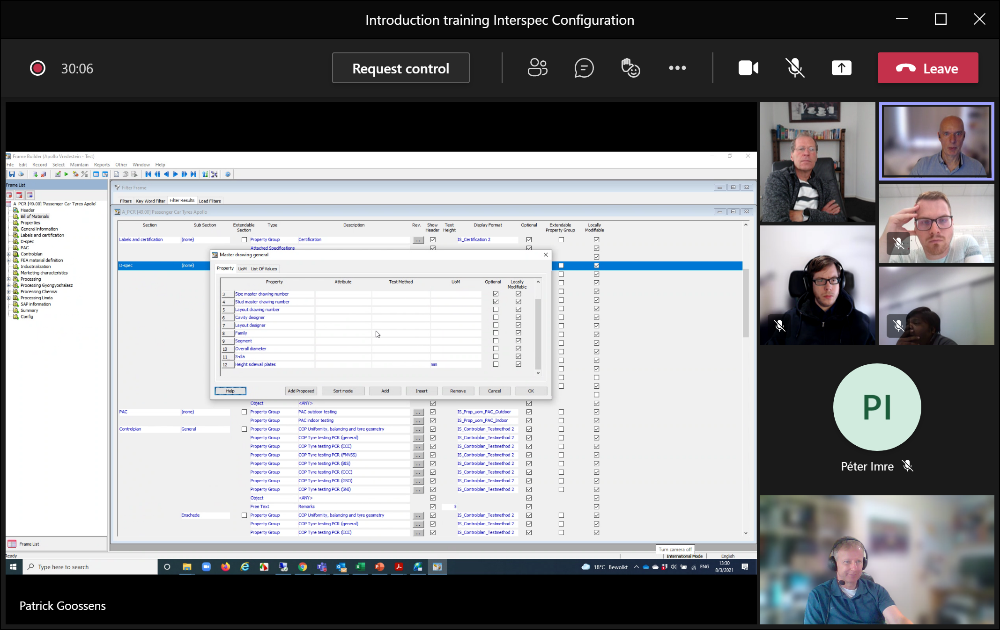 Introduction training Interspec Configuration
30:06
Request control
Leave
Frame Builder (Apollo Vredestein - Test)
File Edit Record Select Maintain Reports Other Window Help
Frame List
A_PCR [49.00] 'Passenger Car Tyres Apollo'
Header
Bill of Materials
Properties
General information
Labels and certification
D-spec
PAC
Controlplan
FEA material definition
Industrialization
Marketing characteristics
Processing
Processing Gyongyoshalasz
Processing Chennai
Processing Limda
SAP information
Summary
Config
Frame List
Ready
Filter Frame
Filters Key Word Filter Filter Results Load Filters
A_PCR [49.00] Passenger Car Tyres Apollo
Section Sub Section Extendable Section Type Description Rev. Show Header Text Height Display Format Optional Extendable Property Group Locally Modifiable
Labels and certification (none) Property Group Certification ... IS_Certification 2
Attached Specifications
D-spec (none)
Master drawing general
Property UoM List Of Values
Property Attribute Test Method UoM Optional Locally Modifiable
3 Sipe master drawing number
4 Stud master drawing number
5 Layout drawing number
6 Cavity designer
7 Layout designer
8 Family
9 Segment
10 Overall diameter
11 S-dia
12 Height sidewall plates mm
Help Add Proposed Sort mode Add Insert Remove Cancel OK
Object <ANY>
PAC (none) Property Group PAC outdoor testing ... IS_Prop_uom_PAC_Outdoor
Property Group PAC indoor testing ... IS_Prop_uom_PAC_Indoor
Controlplan General Property Group COP Uniformity, balancing and tyre geometry ... IS_Controlplan_Testmethod 2
Property Group COP Tyre testing PCR (general) ... IS_Controlplan_Testmethod 2
Property Group COP Tyre testing PCR (ECE) ... IS_Controlplan_Testmethod 2
Property Group COP Tyre testing PCR (FMVSS) ... IS_Controlplan_Testmethod 2
Property Group COP Tyre testing PCR (BIS) ... IS_Controlplan_Testmethod 2
Property Group COP Tyre testing PCR (CCC) ... IS_Controlplan_Testmethod 2
Property Group COP Tyre testing PCR (GSO) ... IS_Controlplan_Testmethod 2
Property Group COP Tyre testing PCR (SNI) ... IS_Controlplan_Testmethod 2
Object <ANY>
Free Text Remarks 5
Enschede Property Group COP Uniformity, balancing and tyre geometry ... IS_Controlplan_Testmethod 2
Property Group COP Tyre testing PCR (general) ... IS_Controlplan_Testmethod 2
Property Group COP Tyre testing PCR (ECE) ... IS_Controlplan_Testmethod 2
Turn camera off
International Mode English
Type here to search
18°C Bewolkt ENG 13:30
8/3/2021
Patrick Goossens
PI
Péter Imre